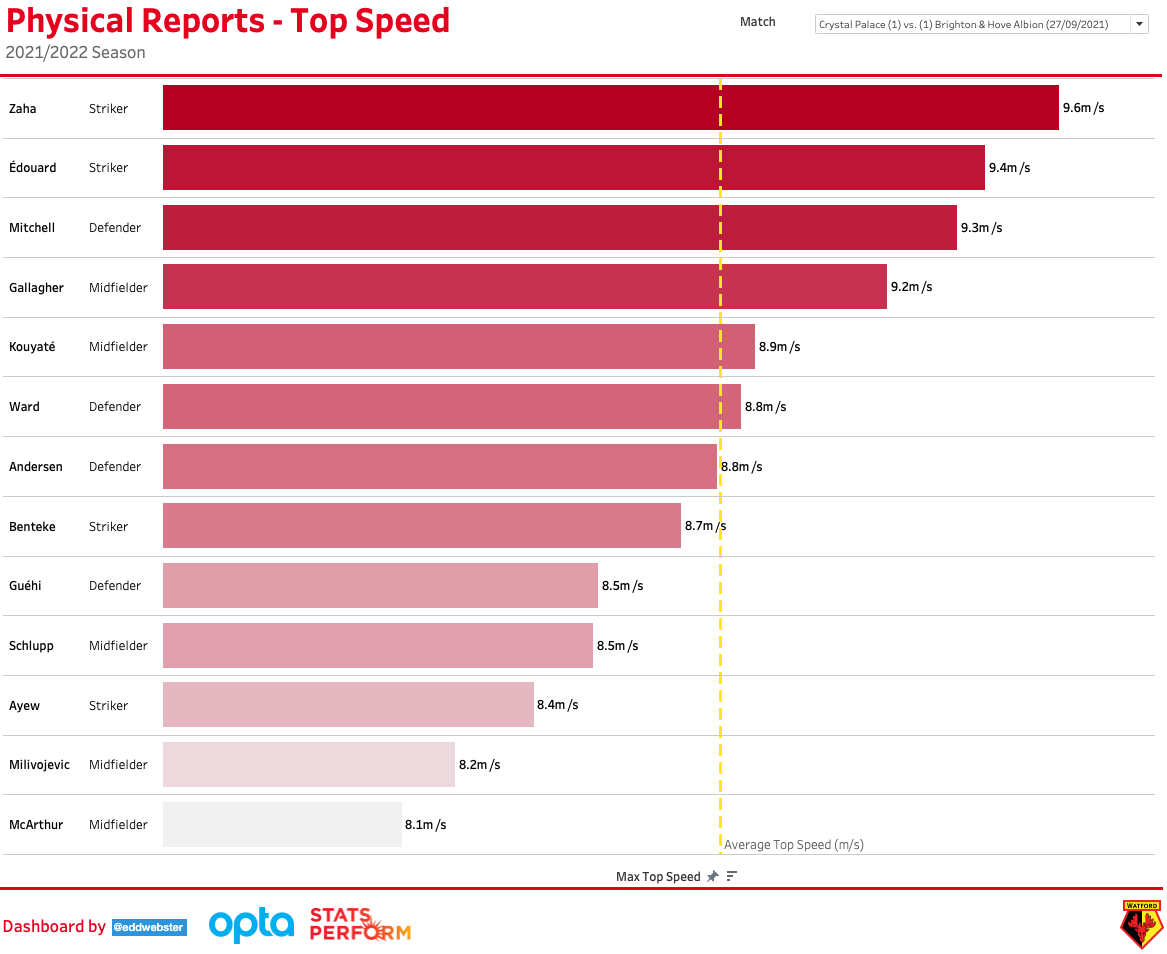 Physical Reports - Top Speed
2021/2022 Season
Match
Crystal Palace (1) vs. (1) Brighton & Hove Albion (27/09/2021)
Zaha Striker 9.6m/s
Édouard Striker 9.4m/s
Mitchell Defender 9.3m/s
Gallagher Midfielder 9.2m/s
Kouyaté Midfielder 8.9m/s
Ward Defender 8.8m/s
Andersen Defender 8.8m/s
Benteke Striker 8.7m/s
Guéhi Defender 8.5m/s
Schlupp Midfielder 8.5m/s
Ayew Striker 8.4m/s
Milivojevic Midfielder 8.2m/s
McArthur Midfielder 8.1m/s
Average Top Speed (m/s)
Max Top Speed
Dashboard by @eddwebster
opta
STATS
PERFORM
WATFORD